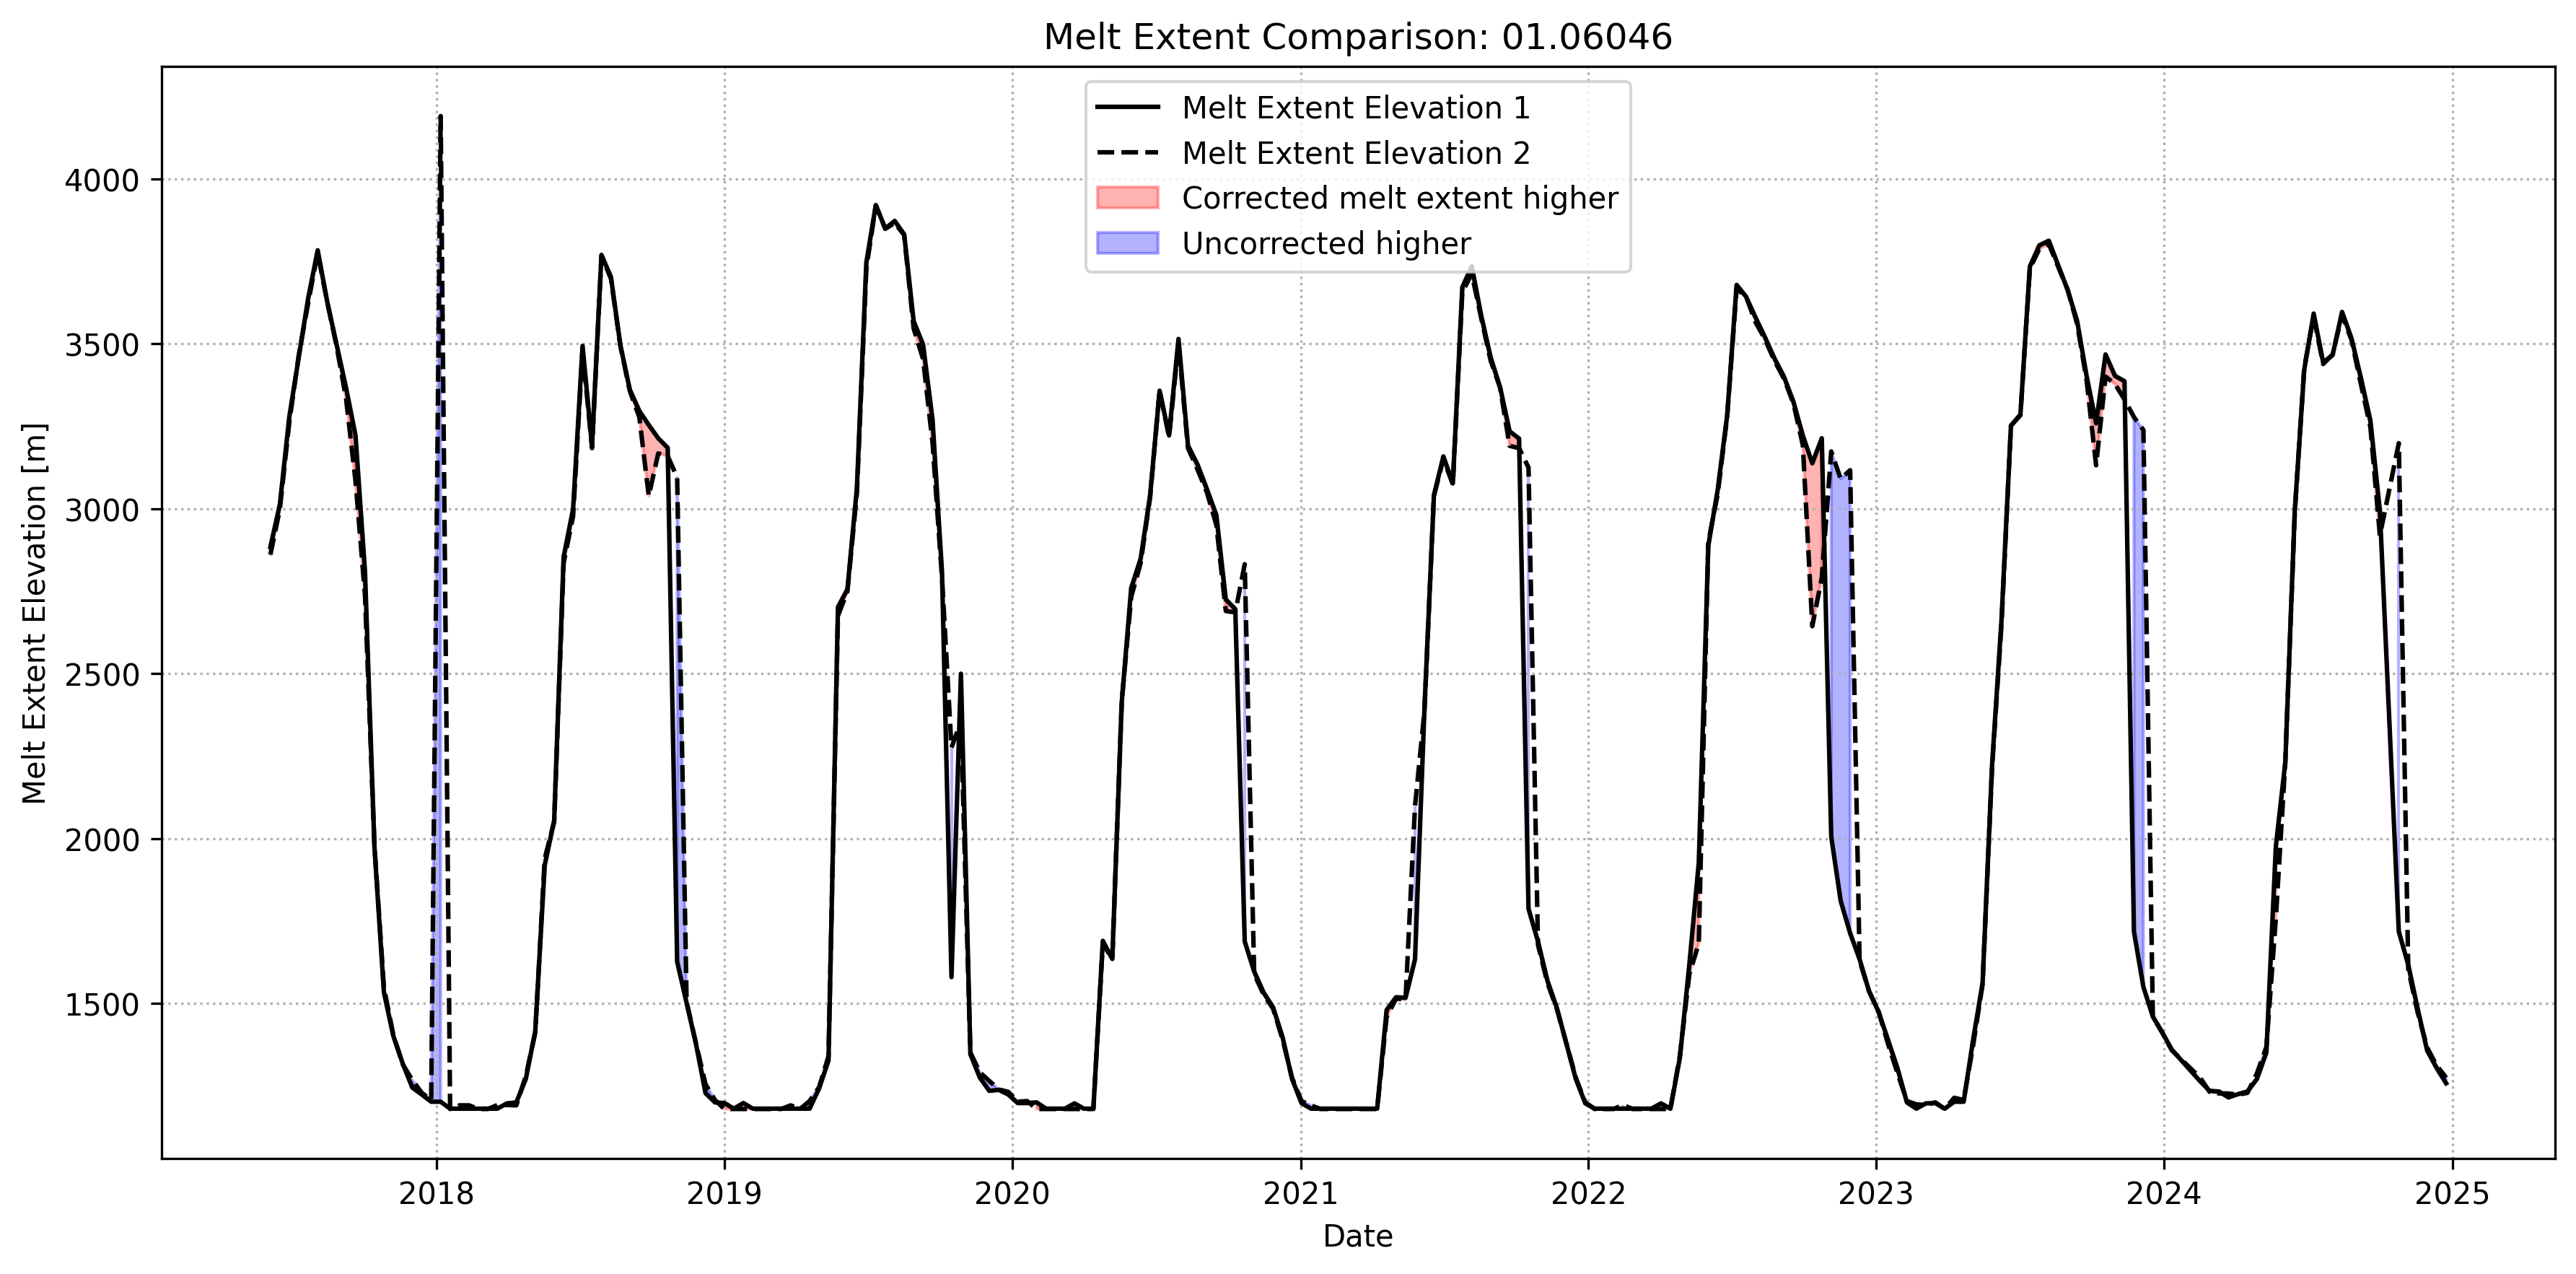 Melt Extent Comparison: 01.06046
Melt Extent Elevation 1
Melt Extent Elevation 2
Corrected melt extent higher
Uncorrected higher
Melt Extent Elevation [m]
4000
3500
3000
2500
2000
1500
2018 2019 2020 2021 2022 2023 2024 2025
Date